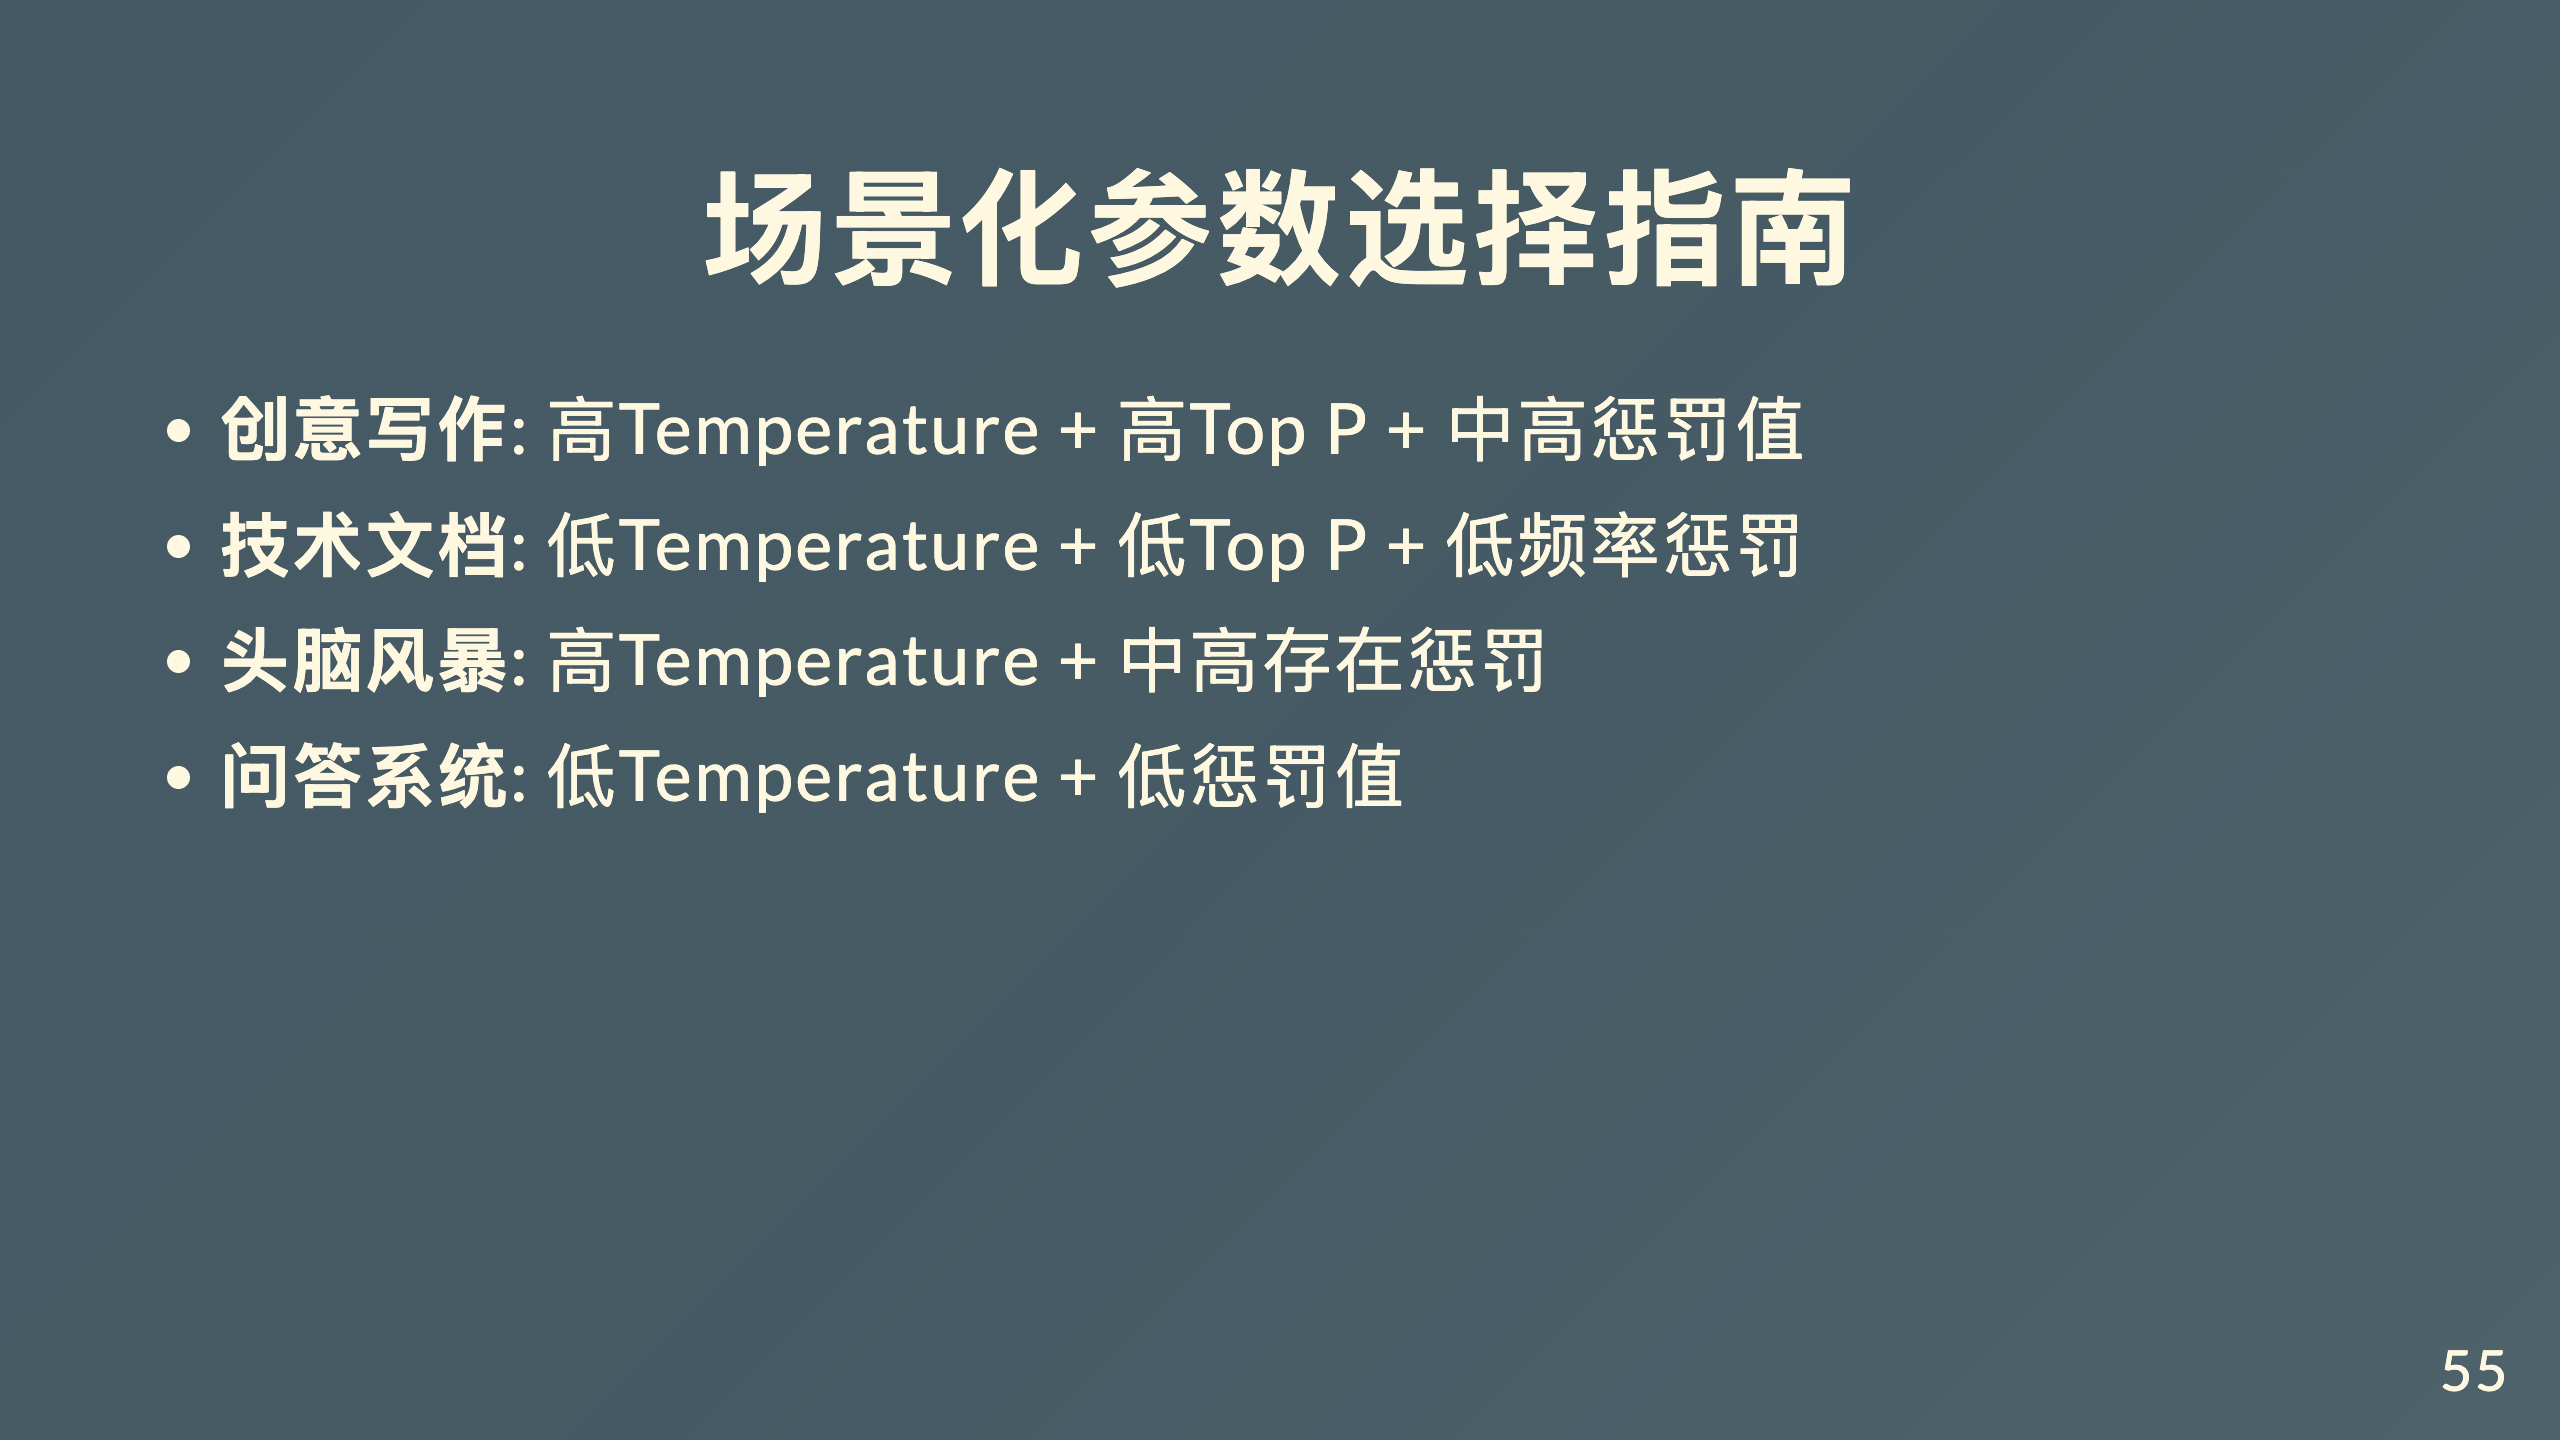 场景化参数选择指南
• 创意写作: 高Temperature + 高Top P + 中高惩罚值
• 技术文档: 低Temperature + 低Top P + 低频率惩罚
• 头脑风暴: 高Temperature + 中高存在惩罚
• 问答系统: 低Temperature + 低惩罚值
55